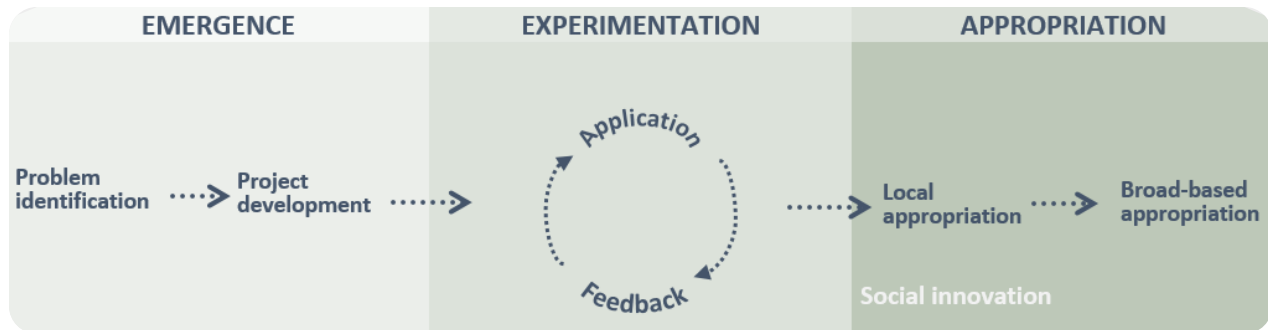 EMERGENCE
EXPERIMENTATION
APPROPRIATION
Problem
identification
Project
development
Application
Feedback
Local
appropriation
Broad-based
appropriation
Social innovation